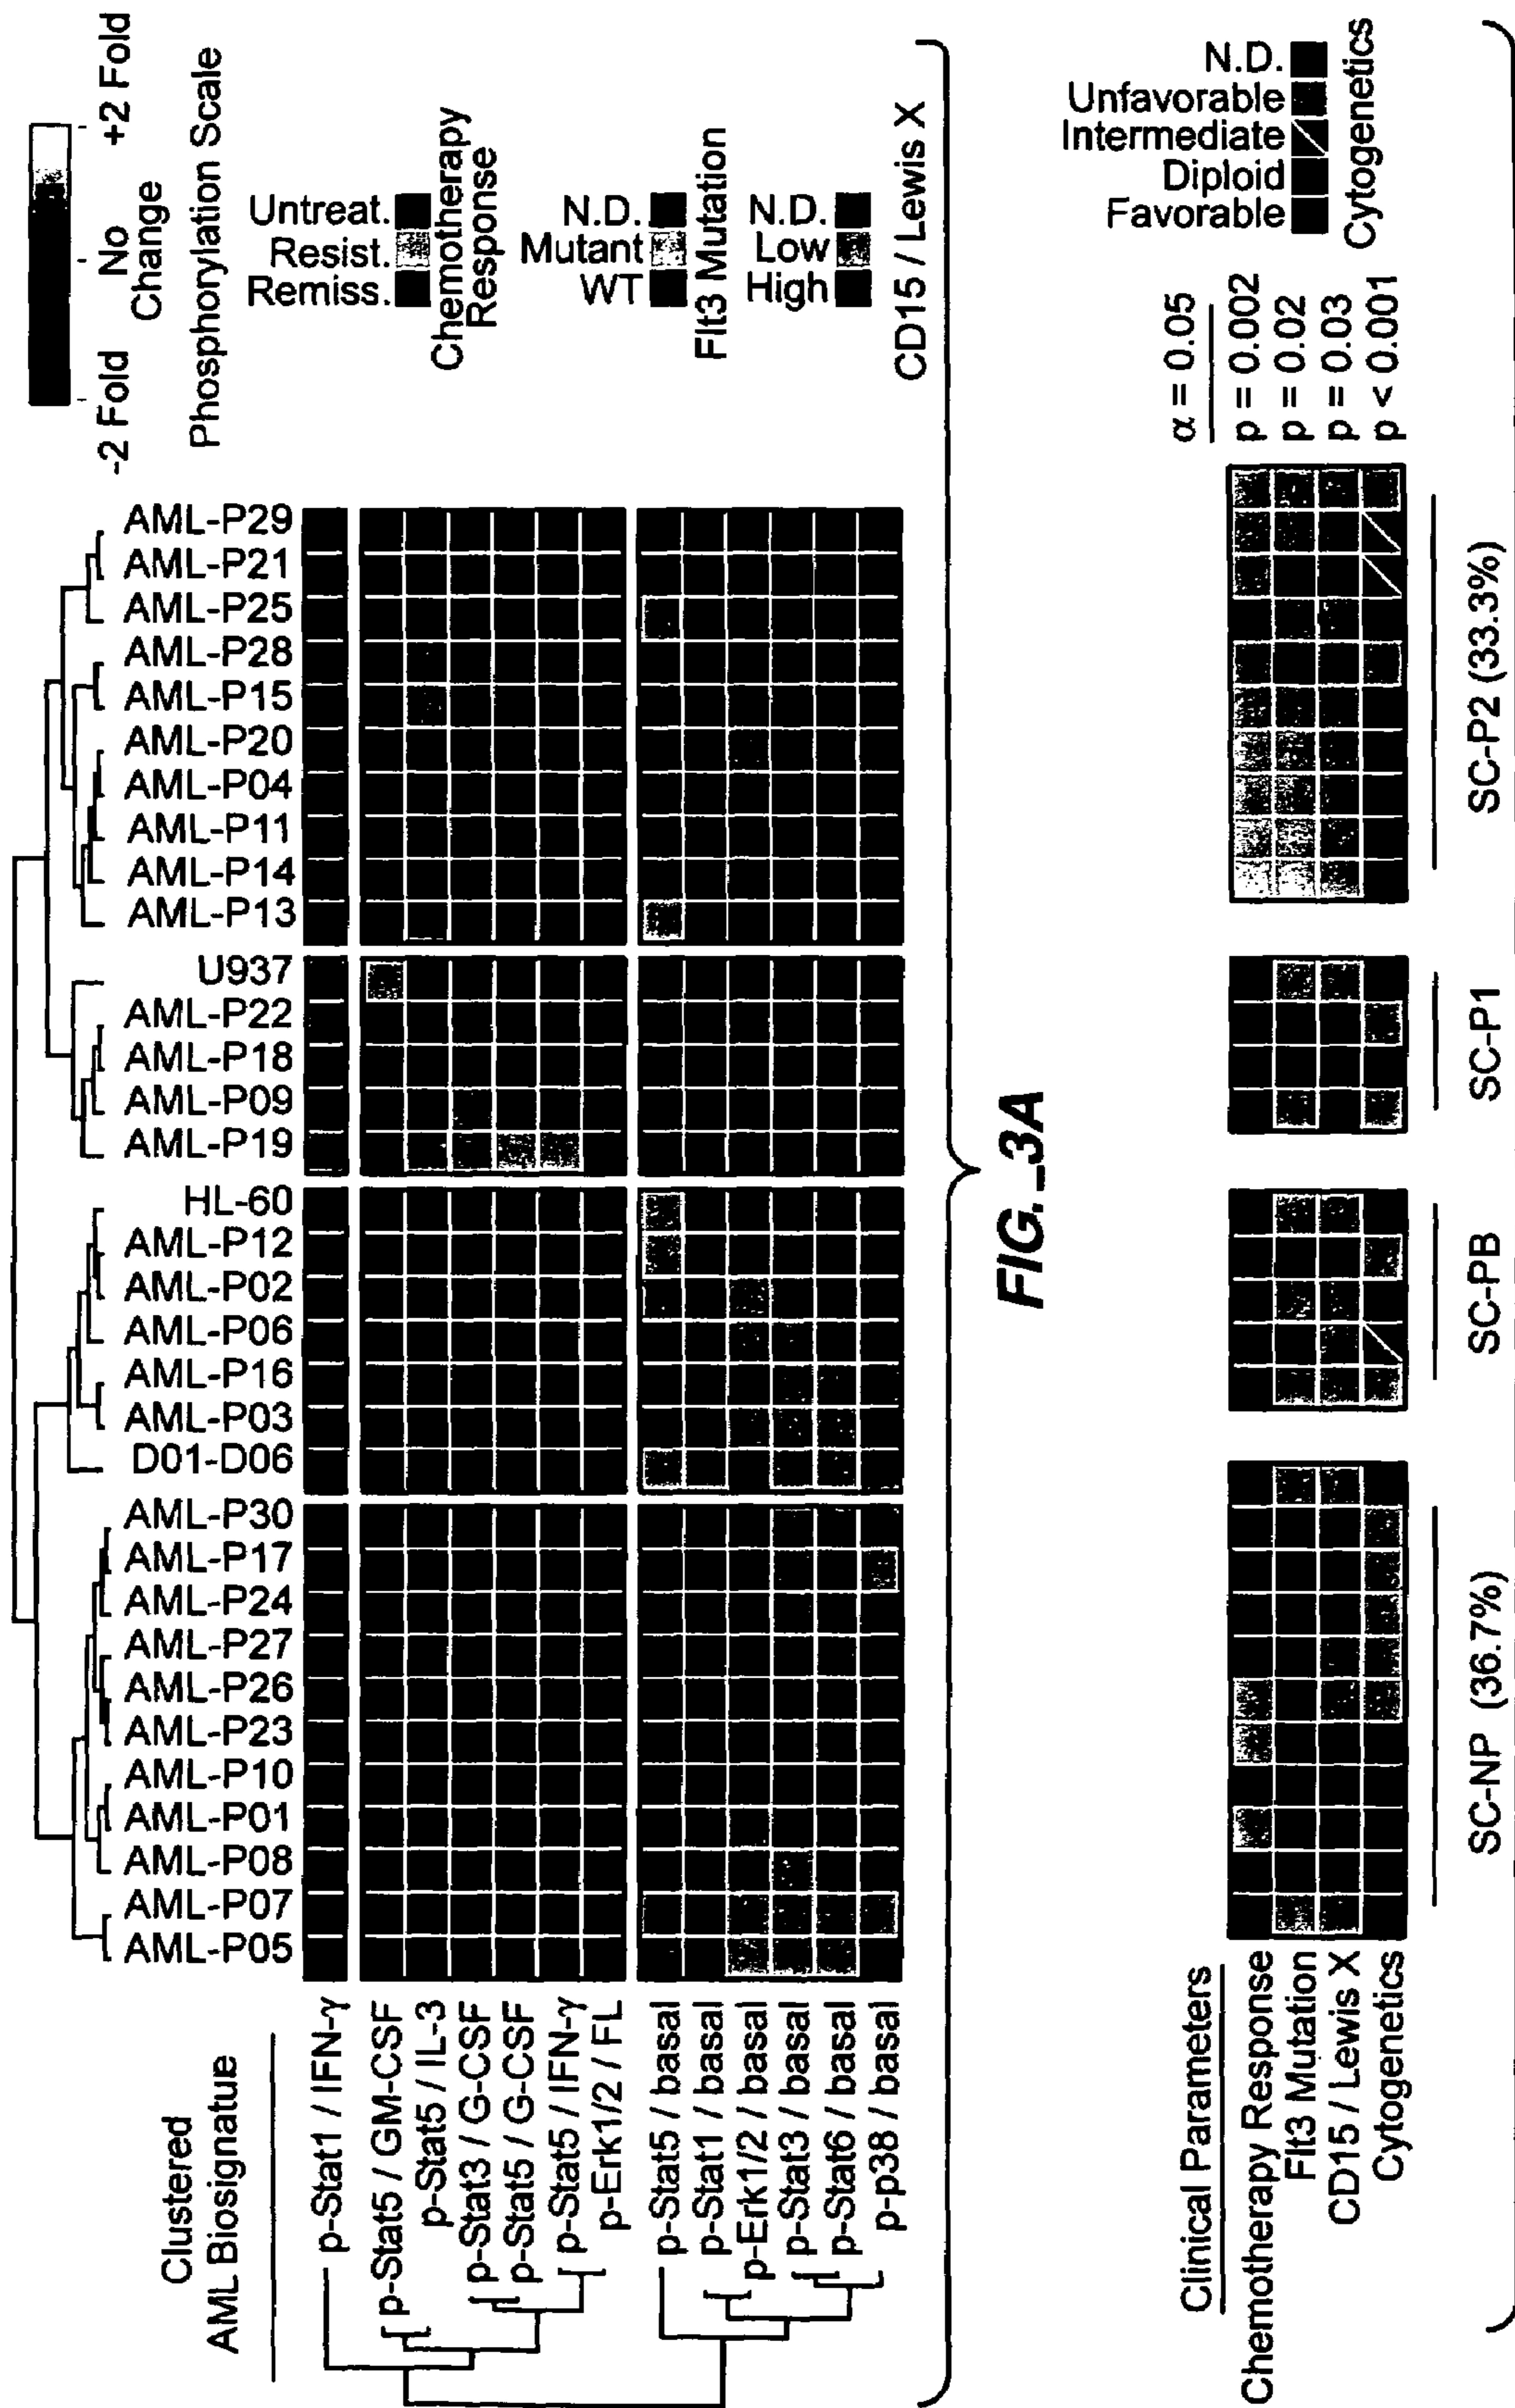 Clustered
AML Biosignatue
p-Stat1 / IFN-γ
p-Stat5 / GM-CSF
p-Stat5 / IL-3
p-Stat3 / G-CSF
p-Stat5 / G-CSF
p-Stat5 / IFN-γ
p-Erk1/2 / FL
p-Stat5 / basal
p-Stat1 / basal
p-Erk1/2 / basal
p-Stat3 / basal
p-Stat6 / basal
p-p38 / basal
AML-P05
AML-P07
AML-P08
AML-P01
AML-P10
AML-P23
AML-P26
AML-P27
AML-P24
AML-P17
AML-P30
D01-D06
AML-P03
AML-P16
AML-P06
AML-P02
AML-P12
HL-60
AML-P19
AML-P09
AML-P18
AML-P22
U937
AML-P13
AML-P14
AML-P11
AML-P04
AML-P20
AML-P15
AML-P28
AML-P25
AML-P21
AML-P29
-2 Fold
No
Change
+2 Fold
Phosphorylation Scale
Untreat.
Resist.
Remiss.
Chemotherapy
Response
N.D.
Mutant
WT
Flt3 Mutation
N.D.
Low
High
CD15 / Lewis X
FIG._3A
Clinical Parameters
Chemotherapy Response
Flt3 Mutation
CD15 / Lewis X
Cytogenetics
α = 0.05
p = 0.002
p = 0.02
p = 0.03
p < 0.001
N.D.
Unfavorable
Intermediate
Diploid
Favorable
Cytogenetics
SC-NP (36.7%)
SC-PB
SC-P1
SC-P2 (33.3%)